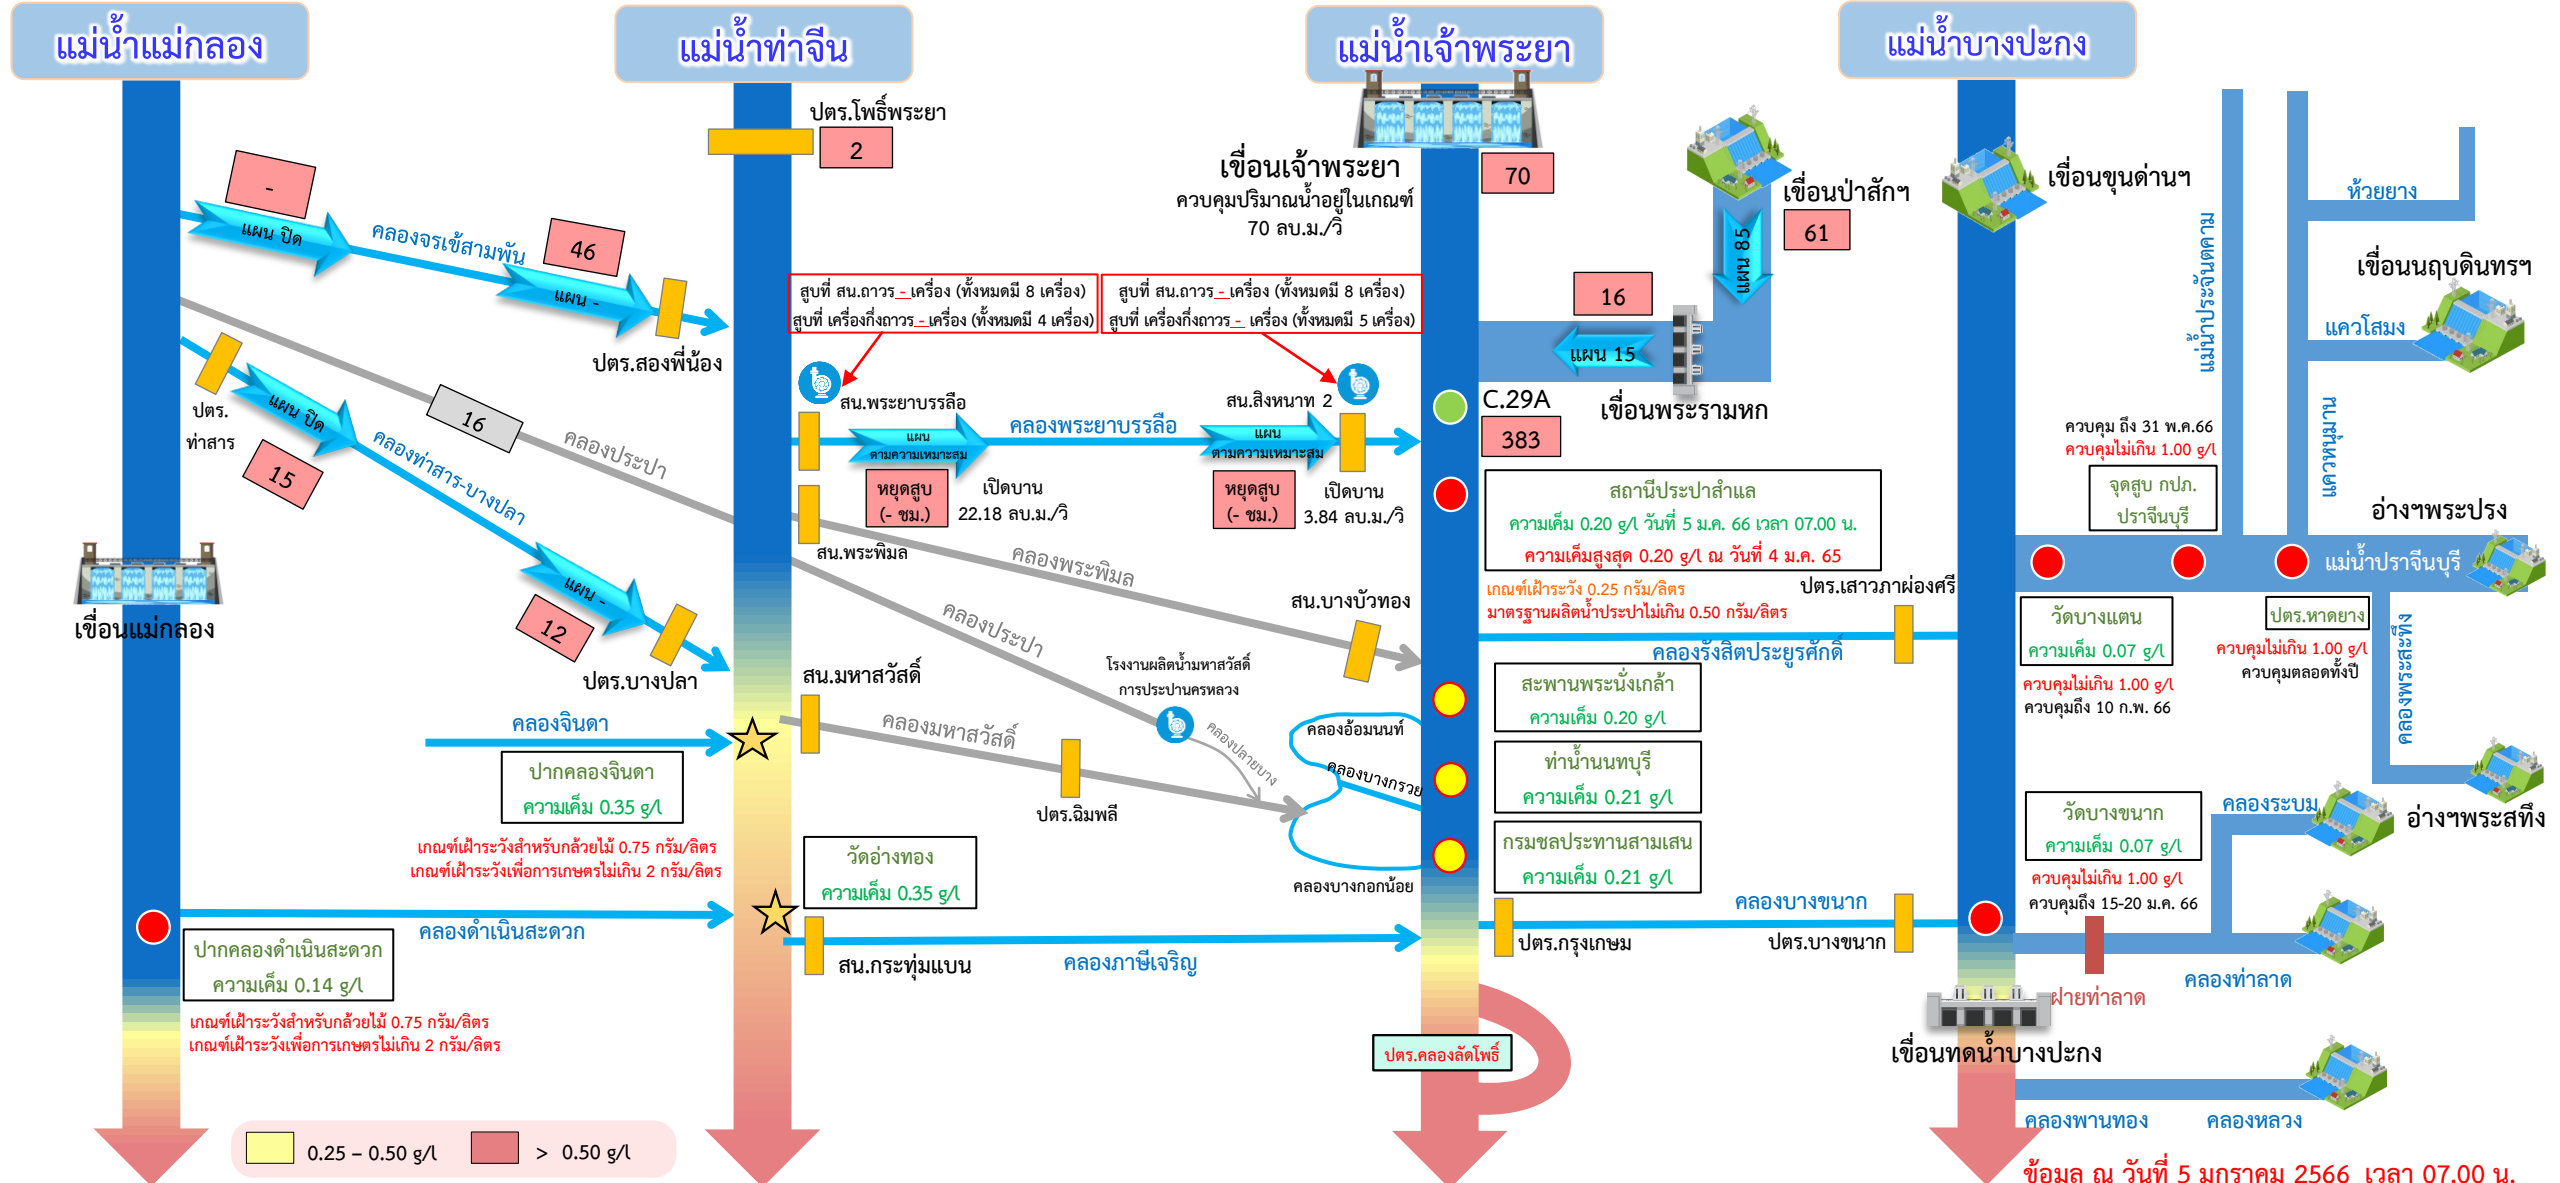 แม่น้ำแม่กลอง
แม่น้ำท่าจีน
แม่น้ำเจ้าพระยา
แม่น้ำบางปะกง
ปตร.โพธิ์พระยา
2
-
แผน ปิด
คลองจรเข้สามพัน
46
แผน -
ปตร.สองพี่น้อง
ปตร.
ท่าสาร
แผน ปิด
15
คลองท่าสาร-บางปลา
แผน -
12
ปตร.บางปลา
16
คลองประปา
เขื่อนแม่กลอง
เขื่อนเจ้าพระยา
ควบคุมปริมาณน้ำอยู่ในเกณฑ์
70 ลบ.ม./วิ
70
เขื่อนป่าสักฯ
61
แผน 85
16
แผน 15
เขื่อนพระรามหก
สูบที่ สน.ถาวร - เครื่อง (ทั้งหมดมี 8 เครื่อง)
สูบที่ เครื่องกึ่งถาวร - เครื่อง (ทั้งหมดมี 4 เครื่อง)
สูบที่ สน.ถาวร - เครื่อง (ทั้งหมดมี 8 เครื่อง)
สูบที่ เครื่องกึ่งถาวร - เครื่อง (ทั้งหมดมี 5 เครื่อง)
สน.พระยาบรรลือ
แผน
ตามความเหมาะสม
คลองพระยาบรรลือ
สน.สิงหนาท 2
แผน
ตามความเหมาะสม
หยุดสูบ
(- ชม.)
เปิดบาน
22.18 ลบ.ม./วิ
หยุดสูบ
(- ชม.)
เปิดบาน
3.84 ลบ.ม./วิ
C.29A
383
สถานีประปาสำแล
ความเค็ม 0.20 g/l วันที่ 5 ม.ค. 66 เวลา 07.00 น.
ความเค็มสูงสุด 0.20 g/l ณ วันที่ 4 ม.ค. 65
เกณฑ์เฝ้าระวัง 0.25 กรัม/ลิตร
มาตรฐานผลิตน้ำประปาไม่เกิน 0.50 กรัม/ลิตร
ปตร.เสาวภาผ่องศรี
คลองรังสิตประยูรศักดิ์
สน.พระพิมล
คลองพระพิมล
สน.บางบัวทอง
คลองประปา
โรงงานผลิตน้ำมหาสวัสดิ์
การประปานครหลวง
คลองปลายบาง
สน.มหาสวัสดิ์
คลองมหาสวัสดิ์
ปตร.ฉิมพลี
คลองอ้อมนนท์
คลองบางกรวย
คลองบางกอกน้อย
สะพานพระนั่งเกล้า
ความเค็ม 0.20 g/l
ท่าน้ำนนทบุรี
ความเค็ม 0.21 g/l
กรมชลประทานสามเสน
ความเค็ม 0.21 g/l
คลองจินดา
ปากคลองจินดา
ความเค็ม 0.35 g/l
เกณฑ์เฝ้าระวังสำหรับกล้วยไม้ 0.75 กรัม/ลิตร
เกณฑ์เฝ้าระวังเพื่อการเกษตรไม่เกิน 2 กรัม/ลิตร
วัดอ่างทอง
ความเค็ม 0.35 g/l
คลองดำเนินสะดวก
ปากคลองดำเนินสะดวก
ความเค็ม 0.14 g/l
เกณฑ์เฝ้าระวังสำหรับกล้วยไม้ 0.75 กรัม/ลิตร
เกณฑ์เฝ้าระวังเพื่อการเกษตรไม่เกิน 2 กรัม/ลิตร
สน.กระทุ่มแบน
คลองภาษีเจริญ
ปตร.กรุงเกษม
คลองบางขนาก
ปตร.บางขนาก
ปตร.คลองลัดโพธิ์
เขื่อนขุนด่านฯ
แม่น้ำประจันตคาม
ห้วยยาง
เขื่อนนฤบดินทรฯ
แควโสมง
แควหนุมาน
ควบคุม ถึง 31 พ.ค.66
ควบคุมไม่เกิน 1.00 g/l
จุดสูบ กปภ.
ปราจีนบุรี
อ่างฯพระปรง
แม่น้ำปราจีนบุรี
วัดบางแตน
ความเค็ม 0.07 g/l
ควบคุมไม่เกิน 1.00 g/l
ควบคุมถึง 10 ก.พ. 66
ปตร.หาดยาง
ควบคุมไม่เกิน 1.00 g/l
ควบคุมตลอดทั้งปี
คลองพระสะทึง
อ่างฯพระสทึง
วัดบางขนาก
ความเค็ม 0.07 g/l
ควบคุมไม่เกิน 1.00 g/l
ควบคุมถึง 15-20 ม.ค. 66
คลองระบม
ฝายท่าลาด
คลองท่าลาด
เขื่อนทดน้ำบางปะกง
คลองพานทอง
คลองหลวง
0.25 – 0.50 g/l
> 0.50 g/l
ข้อมูล ณ วันที่ 5 มกราคม 2566 เวลา 07.00 น.